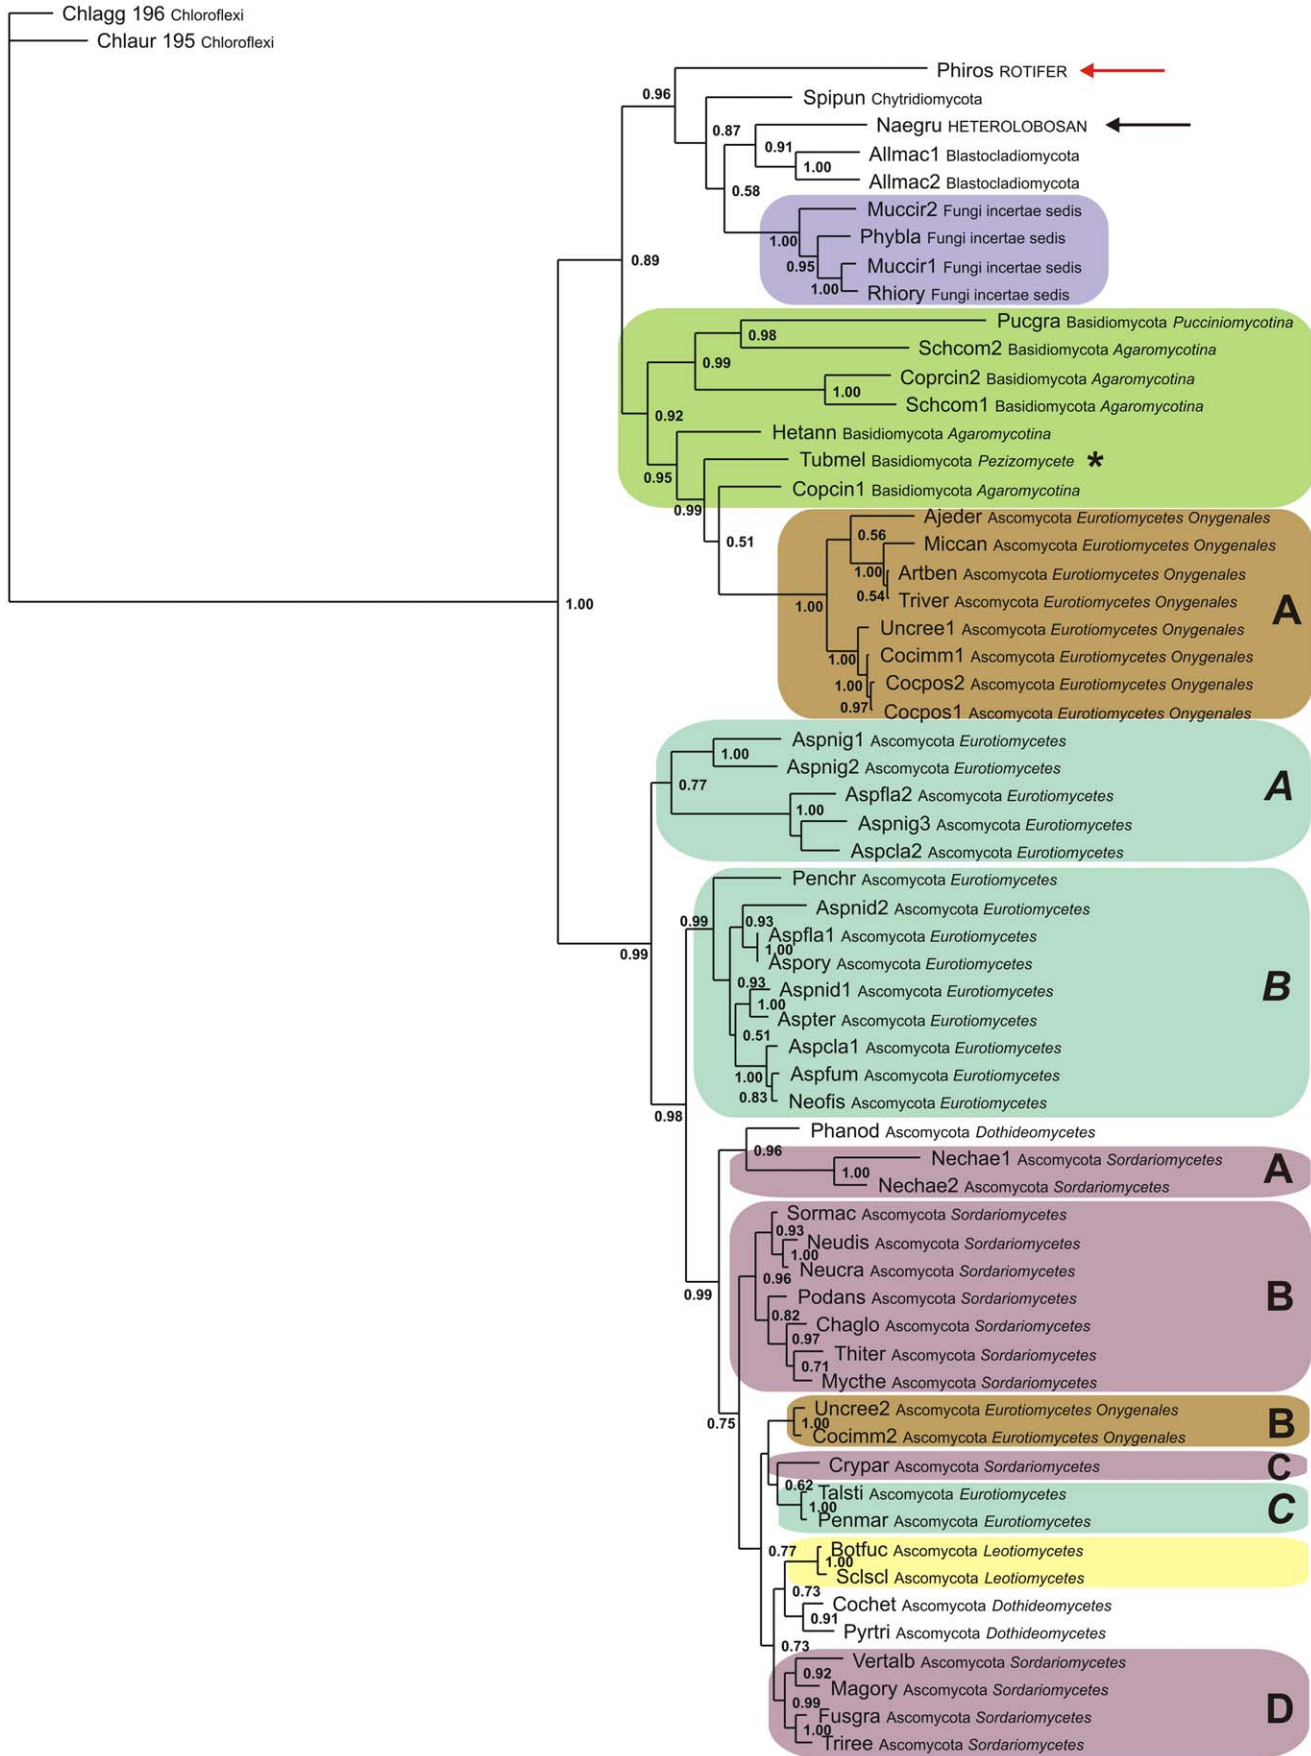 Chlagg 196 Chloroflexi
Chlaur 195 Chloroflexi
Phiros ROTIFER
0.96
Spipun Chytridiomycota
Naegru HETEROLOBOSAN
0.87
0.91
Allmac1 Blastocladiomycota
1.00
Allmac2 Blastocladiomycota
0.58
Muccir2 Fungi incertae sedis
1.00
Phybla Fungi incertae sedis
0.89
0.95
Muccir1 Fungi incertae sedis
1.00
Rhiory Fungi incertae sedis
Pucgra Basidiomycota Pucciniomycotina
0.98
Schcom2 Basidiomycota Agaromycotina
0.99
Coprcin2 Basidiomycota Agaromycotina
1.00
Schcom1 Basidiomycota Agaromycotina
0.92
Hetann Basidiomycota Agaromycotina
Tubmel Basidiomycota Pezizomycete *
0.95
Copcin1 Basidiomycota Agaromycotina
0.99
Ajeder Ascomycota Eurotiomycetes Onygenales
0.56
0.51
Miccan Ascomycota Eurotiomycetes Onygenales
1.00
Artben Ascomycota Eurotiomycetes Onygenales
0.54
Triver Ascomycota Eurotiomycetes Onygenales
1.00
1.00
A
Uncree1 Ascomycota Eurotiomycetes Onygenales
1.00
Cocimm1 Ascomycota Eurotiomycetes Onygenales
1.00
Cocpos2 Ascomycota Eurotiomycetes Onygenales
0.97
Cocpos1 Ascomycota Eurotiomycetes Onygenales
Aspnig1 Ascomycota Eurotiomycetes
1.00
Aspnig2 Ascomycota Eurotiomycetes
0.77
A
Aspfla2 Ascomycota Eurotiomycetes
1.00
Aspnig3 Ascomycota Eurotiomycetes
Aspcla2 Ascomycota Eurotiomycetes
Penchr Ascomycota Eurotiomycetes
Aspnid2 Ascomycota Eurotiomycetes
0.99
0.93
Aspfla1 Ascomycota Eurotiomycetes
1.00
0.99
Aspory Ascomycota Eurotiomycetes
0.93
Aspnid1 Ascomycota Eurotiomycetes
B
1.00
Aspter Ascomycota Eurotiomycetes
0.51
Aspcla1 Ascomycota Eurotiomycetes
1.00
Aspfum Ascomycota Eurotiomycetes
0.83
Neofis Ascomycota Eurotiomycetes
0.98
Phanod Ascomycota Dothideomycetes
0.96
Nechae1 Ascomycota Sordariomycetes
1.00
A
Nechae2 Ascomycota Sordariomycetes
Sormac Ascomycota Sordariomycetes
0.93
Neudis Ascomycota Sordariomycetes
1.00
Neucra Ascomycota Sordariomycetes
0.96
0.99
Podans Ascomycota Sordariomycetes
B
0.82
Chaglo Ascomycota Sordariomycetes
0.97
Thiter Ascomycota Sordariomycetes
0.71
Mycthe Ascomycota Sordariomycetes
Uncree2 Ascomycota Eurotiomycetes Onygenales
0.75
1.00
B
Cocimm2 Ascomycota Eurotiomycetes Onygenales
Crypar Ascomycota Sordariomycetes
C
0.62
Talsti Ascomycota Eurotiomycetes
1.00
C
Penmar Ascomycota Eurotiomycetes
0.77
Botfuc Ascomycota Leotiomycetes
1.00
Sclscl Ascomycota Leotiomycetes
0.73
Cochet Ascomycota Dothideomycetes
0.91
Pyrtri Ascomycota Dothideomycetes
0.73
Vertalb Ascomycota Sordariomycetes
0.92
Magory Ascomycota Sordariomycetes
0.99
D
Fusgra Ascomycota Sordariomycetes
1.00
Triree Ascomycota Sordariomycetes